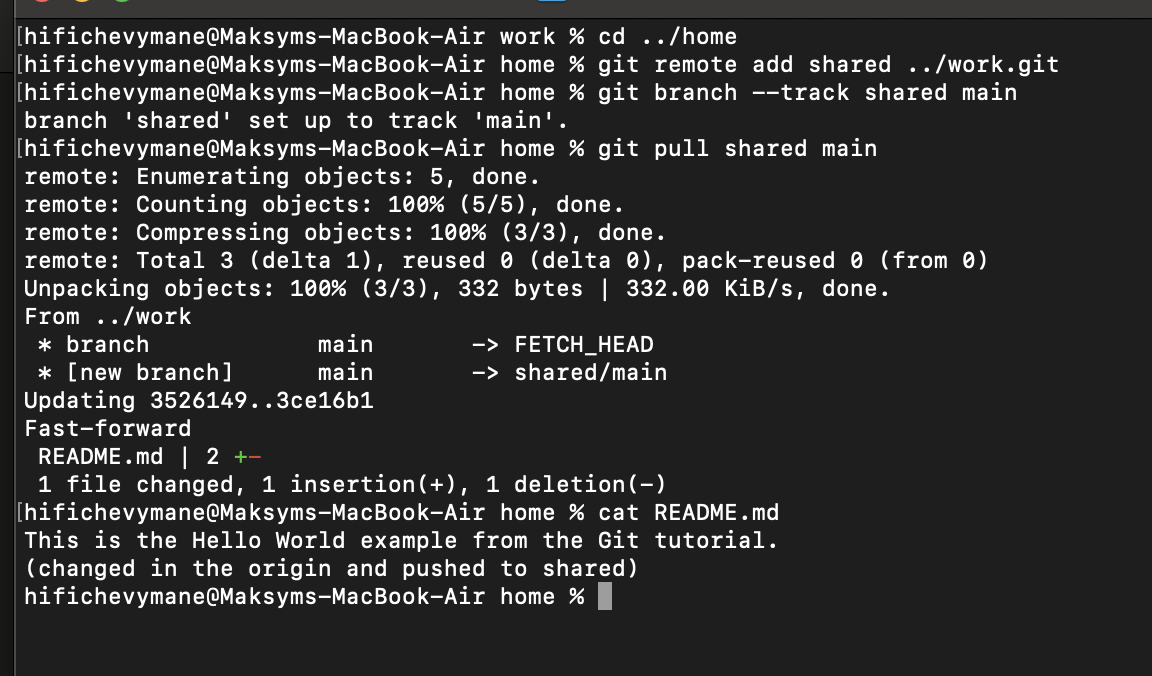 [hifichevymane@Maksyms-MacBook-Air work % cd ../home
[hifichevymane@Maksyms-MacBook-Air home % git remote add shared ../work.git
[hifichevymane@Maksyms-MacBook-Air home % git branch --track shared main
branch 'shared' set up to track 'main'.
[hifichevymane@Maksyms-MacBook-Air home % git pull shared main
remote: Enumerating objects: 5, done.
remote: Counting objects: 100% (5/5), done.
remote: Compressing objects: 100% (3/3), done.
remote: Total 3 (delta 1), reused 0 (delta 0), pack-reused 0 (from 0)
Unpacking objects: 100% (3/3), 332 bytes | 332.00 KiB/s, done.
From ../work
 * branch            main       -> FETCH_HEAD
 * [new branch]      main       -> shared/main
Updating 3526149..3ce16b1
Fast-forward
 README.md | 2 +-
 1 file changed, 1 insertion(+), 1 deletion(-)
[hifichevymane@Maksyms-MacBook-Air home % cat README.md
This is the Hello World example from the Git tutorial.
(changed in the origin and pushed to shared)
hifichevymane@Maksyms-MacBook-Air home %